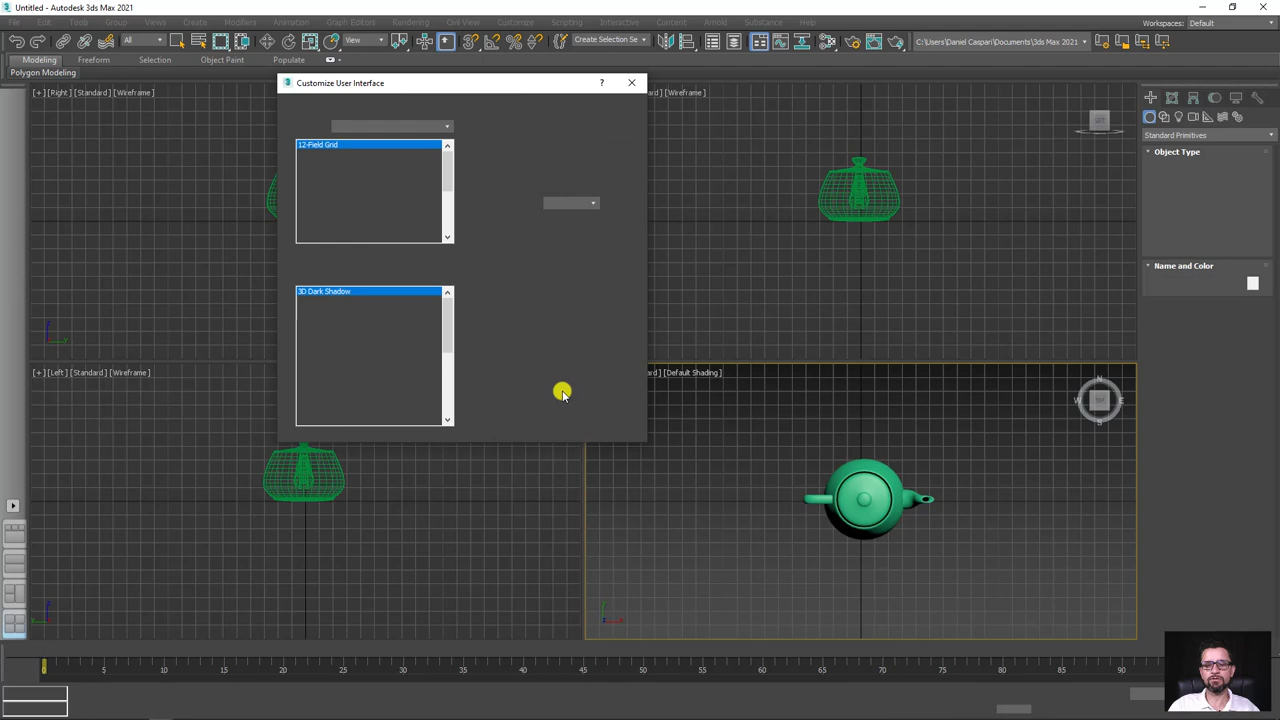 Untitled - Autodesk 3ds Max 2021
File Edit Tools Group Views Create Modifiers Animation Graph Editors Rendering Civil View Customize Scripting Interactive Content Arnold Substance Help
Workspaces: Default
All View Create Selection Se C:\Users\Daniel Caspari\Documents\3ds Max 2021
Modeling Freeform Selection Object Paint Populate
Polygon Modeling
Customize User Interface ?
[+] [Right] [Standard] [Wireframe]
ard] [Wireframe]
12-Field Grid
3D Dark Shadow
Standard Primitives
Object Type
Name and Color
[+] [Left] [Standard] [Wireframe]
ard] [Default Shading]
N
W E
S
0 5 10 15 20 25 30 35 40 45 50 55 60 65 70 75 80 85 90